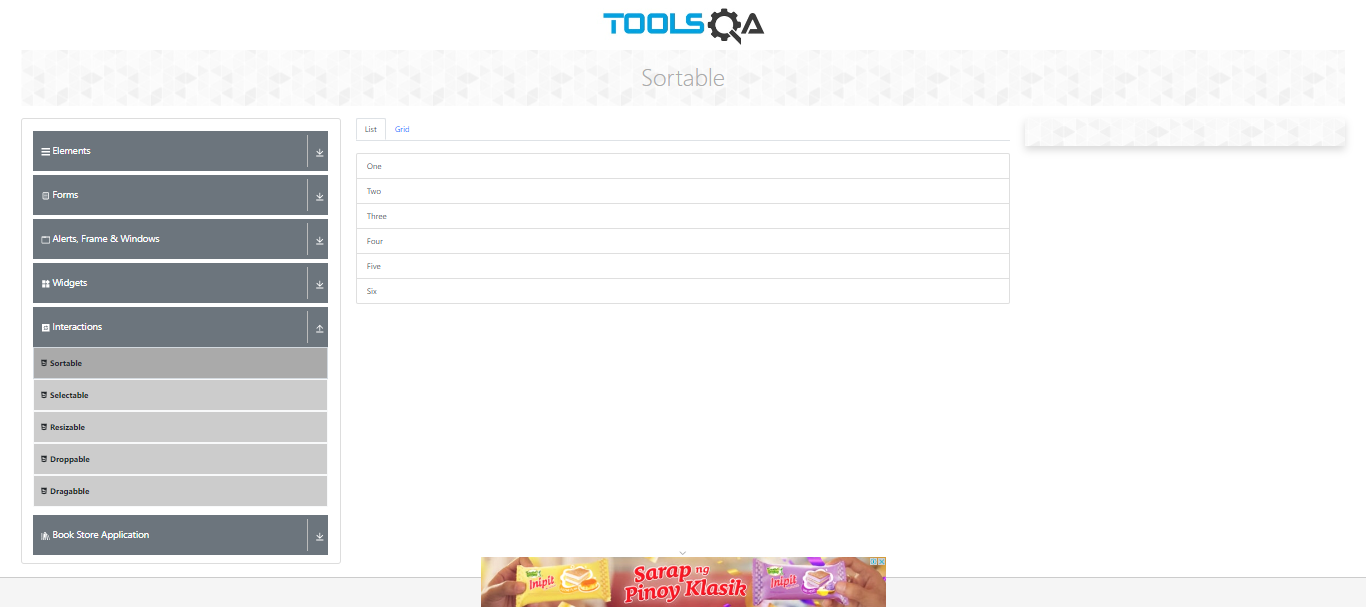 TOOLSQA
Sortable
Elements
Forms
Alerts, Frame & Windows
Widgets
Interactions
Sortable
Selectable
Resizable
Droppable
Dragabble
Book Store Application
List
Grid
One
Two
Three
Four
Five
Six
Inipit
Sarap ng
Pinoy Klasik
Inipit